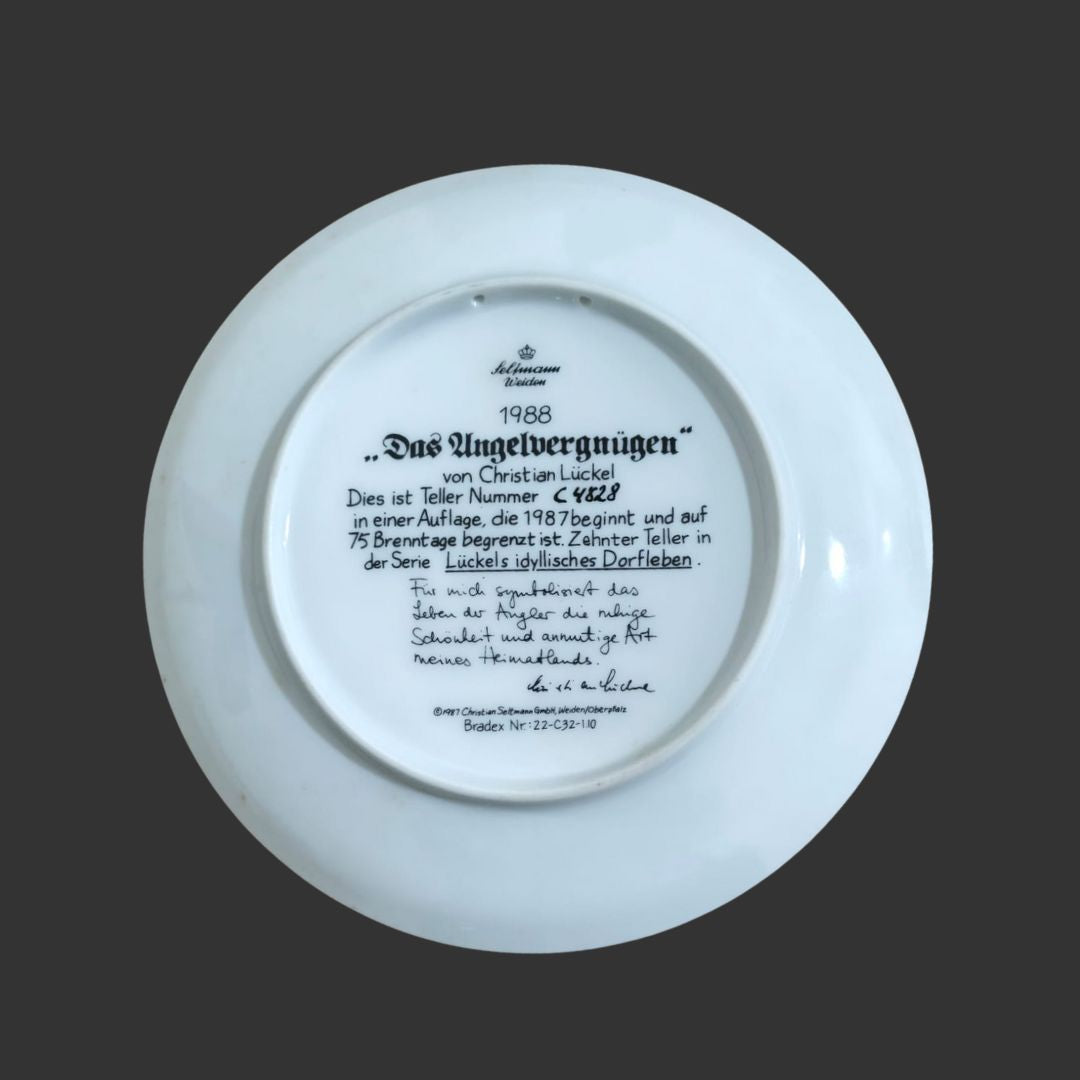 Seltmann
Weiden
1988
„Das Angelvergnügen“
von Christian Lückel
Dies ist Teller Nummer C 4828
in einer Auflage, die 1987 beginnt und auf
75 Brenntage begrenzt ist. Zehnter Teller in
der Serie Lückels idyllisches Dorfleben.
Für mich symbolisiert das
Leben der Angler die ruhige
Schönheit und anmutige Art
meines Heimatlands.
©1987 Christian Seltmann GmbH, Weiden/Oberpfalz
Bradex Nr.: 22-C32-1.10